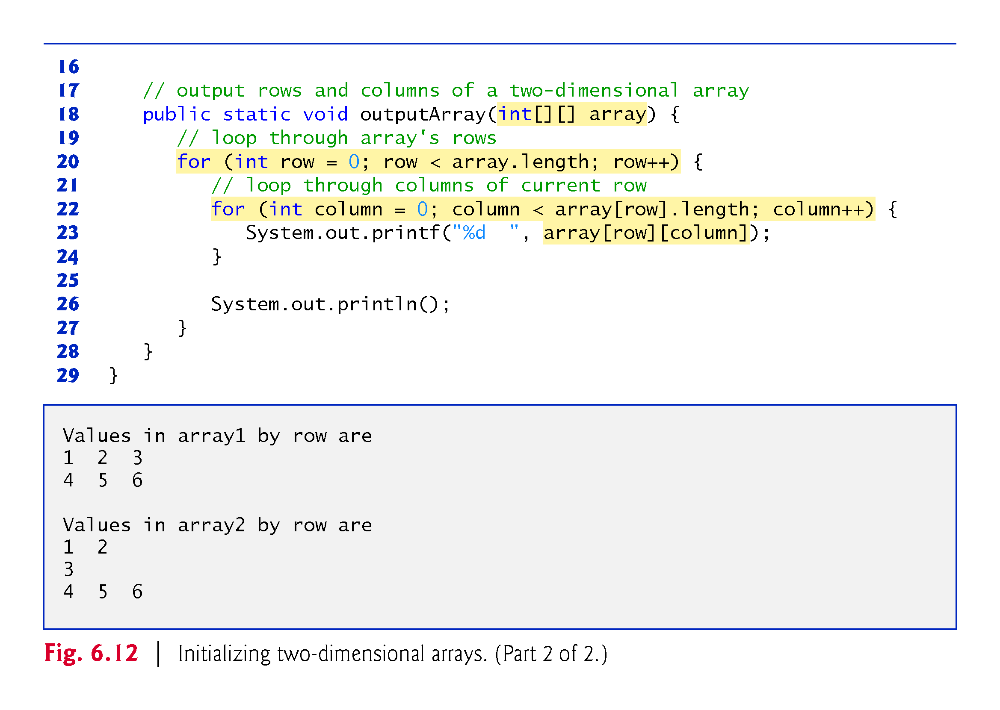 16
17      // output rows and columns of a two-dimensional array
18      public static void outputArray(int[][] array) {
19         // loop through array's rows
20         for (int row = 0; row < array.length; row++) {
21            // loop through columns of current row
22            for (int column = 0; column < array[row].length; column++) {
23               System.out.printf("%d  ", array[row][column]);
24            }
25
26            System.out.println();
27         }
28      }
29   }
Values in array1 by row are
1  2  3
4  5  6
Values in array2 by row are
1  2
3
4  5  6
Fig. 6.12 | Initializing two-dimensional arrays. (Part 2 of 2.)